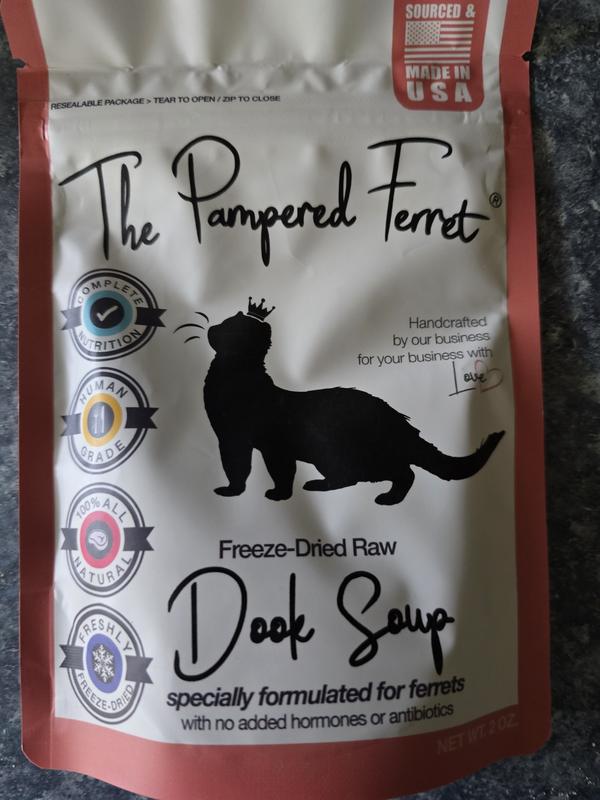 SOURCED &
MADE IN
USA
RESEALABLE PACKAGE > TEAR TO OPEN / ZIP TO CLOSE
The Pampered Ferret®
COMPLETE
NUTRITION
Handcrafted
by our business
for your business with
Love
HUMAN
GRADE
100% ALL
NATURAL
Freeze-Dried Raw
Dook Soup
FRESHLY
FREEZE-DRIED
specially formulated for ferrets
with no added hormones or antibiotics
NET WT. 2 OZ.